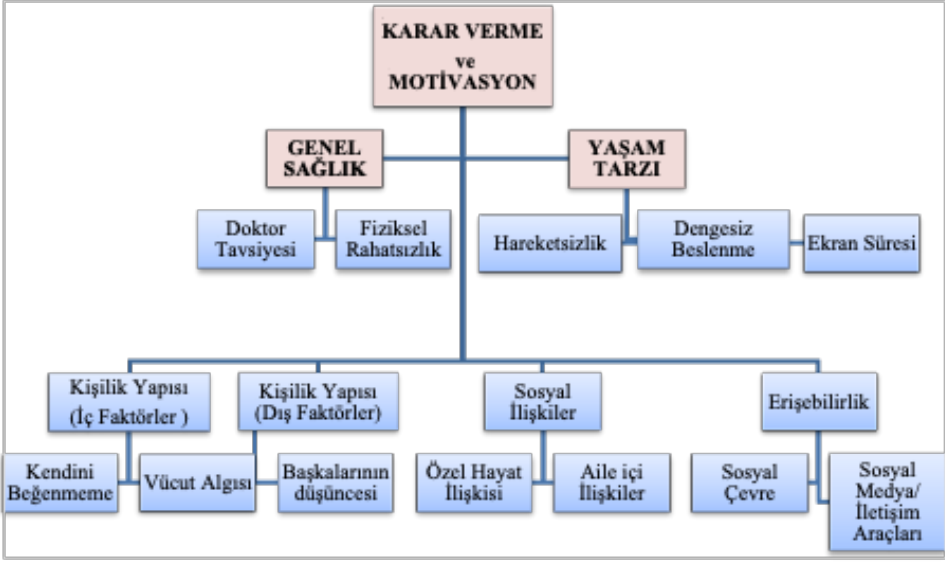 KARAR VERME
ve
MOTİVASYON
GENEL
SAĞLIK
YAŞAM
TARZI
Doktor
Tavsiyesi
Fiziksel
Rahatsızlık
Hareketsizlik
Dengesiz
Beslenme
Ekran Süresi
Kişilik Yapısı
(İç Faktörler )
Kişilik Yapısı
(Dış Faktörler)
Sosyal
İlişkiler
Erişebilirlik
Kendini
Beğenmeme
Vücut Algısı
Başkalarının
düşüncesi
Özel Hayat
İlişkisi
Aile içi
İlişkiler
Sosyal
Çevre
Sosyal
Medya/
İletişim
Araçları